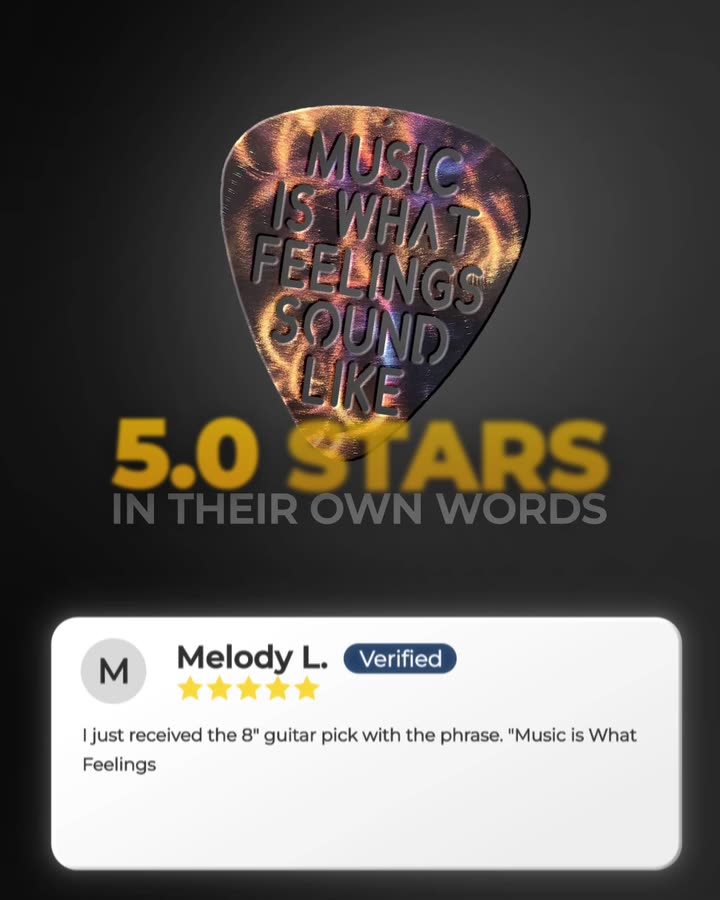 MUSIC
IS WHAT
FEELINGS
SOUND
LIKE
5.0 STARS
IN THEIR OWN WORDS
M
Melody L.
Verified
I just received the 8" guitar pick with the phrase. "Music is What
Feelings